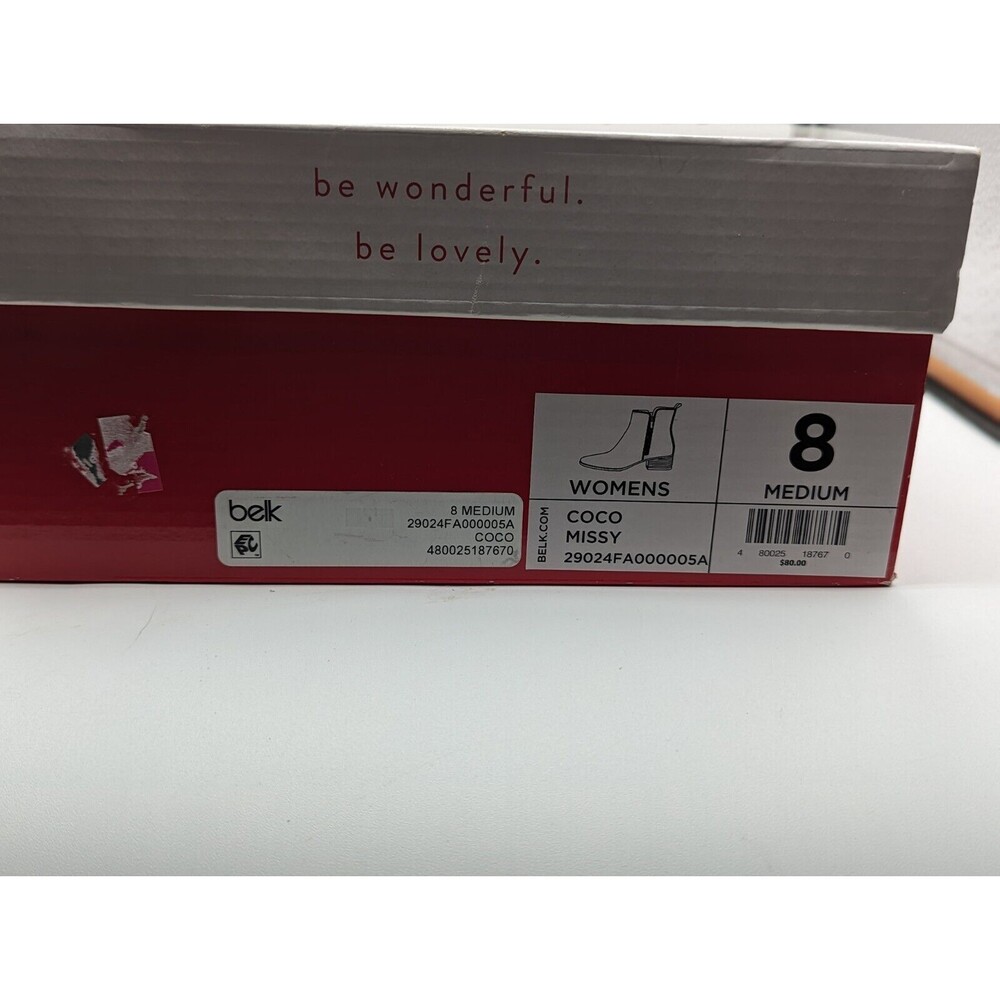 be wonderful.
be lovely.
belk
8 MEDIUM
29024FA000005A
COCO
480025187670
WOMENS
8
MEDIUM
BELK.COM
COCO
MISSY
29024FA000005A
4 80025 18767 0
$80.00